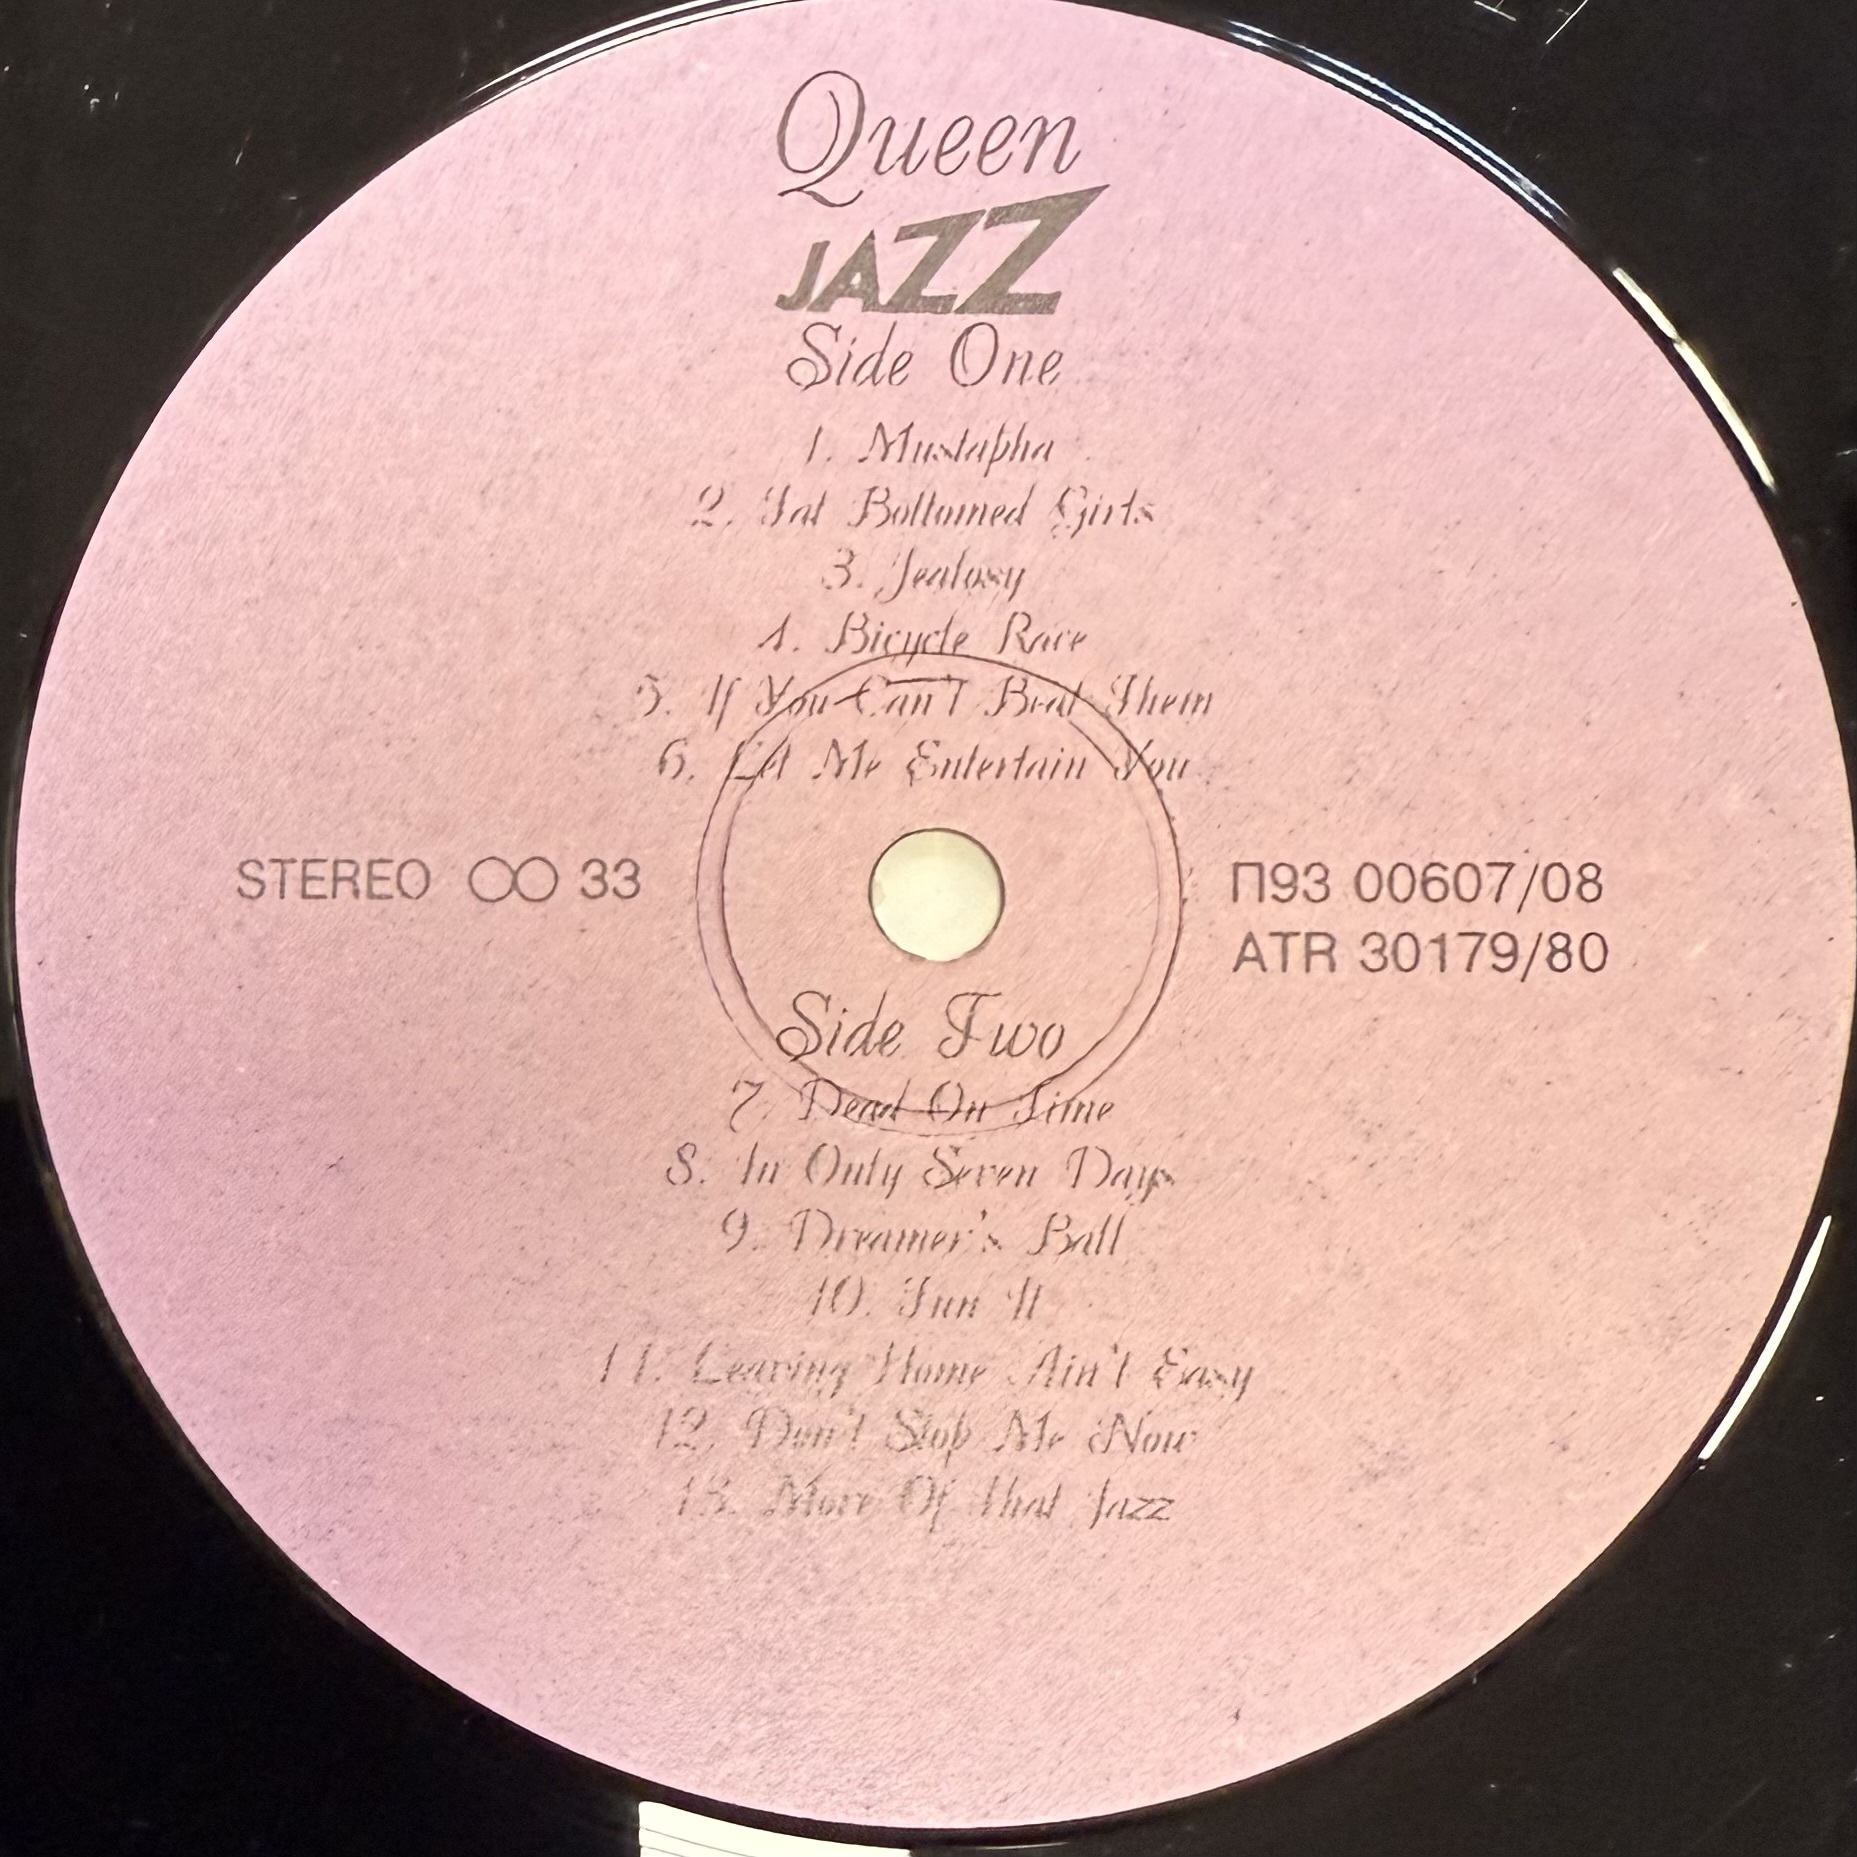 Queen
JAZZ
Side One
1. Mustapha
2. Fat Bottomed Girls
3. Jealosy
4. Bicycle Race
5. If You Can't Beat Them
6. Let Me Entertain You
STEREO ꝏ 33
П93 00607/08
ATR 30179/80
Side Two
7. Dead On Time
8. In Only Seven Days
9. Dreamer's Ball
10. Fun It
11. Leaving Home Ain't Easy
12. Don't Stop Me Now
13. More Of That Jazz